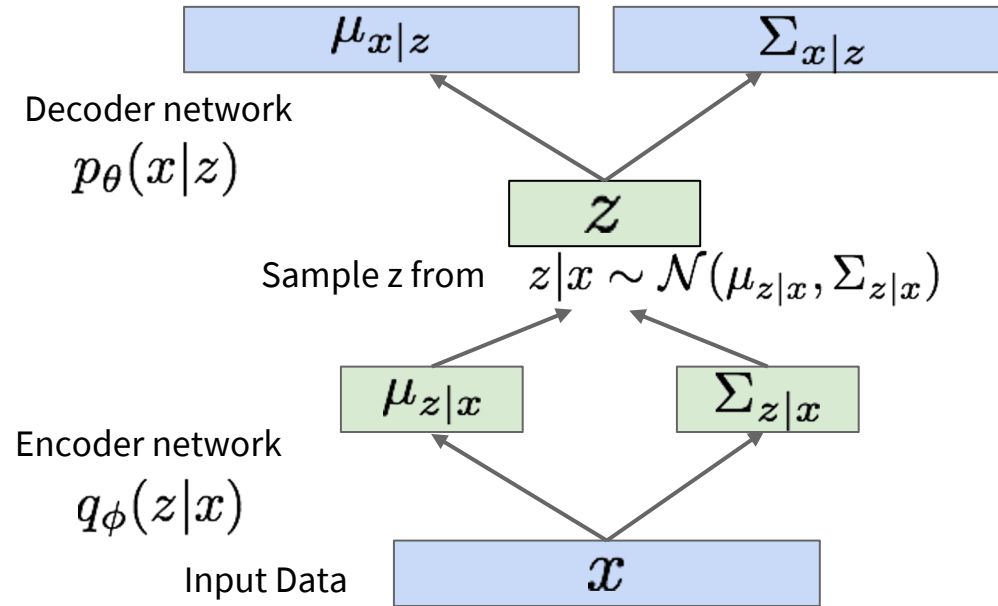 μ_{x|z} Σ_{x|z}
Decoder network
p_θ(x|z)
z
Sample z from z|x ∼ 𝒩(μ_{z|x}, Σ_{z|x})
μ_{z|x} Σ_{z|x}
Encoder network
q_ϕ(z|x)
Input Data x